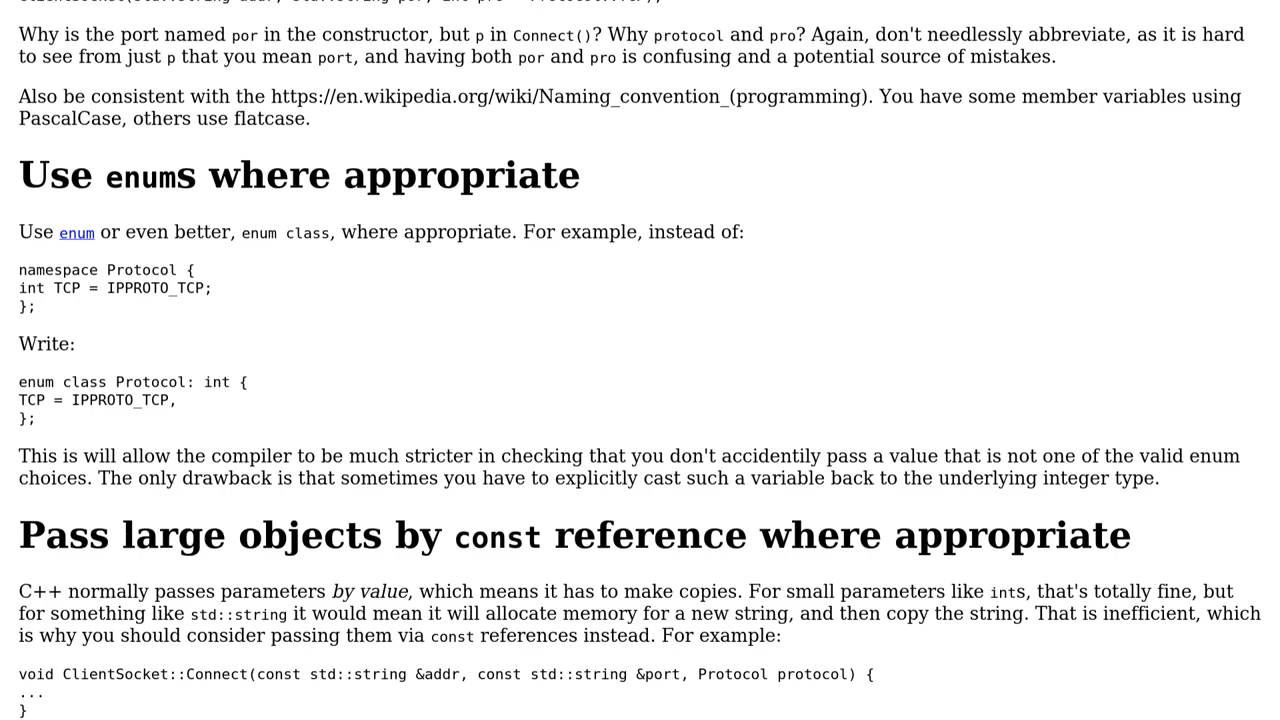 Why is the port named por in the constructor, but p in Connect()? Why protocol and pro? Again, don't needlessly abbreviate, as it is hard
to see from just p that you mean port, and having both por and pro is confusing and a potential source of mistakes.
Also be consistent with the https://en.wikipedia.org/wiki/Naming_convention_(programming). You have some member variables using
PascalCase, others use flatcase.
Use enums where appropriate
Use enum or even better, enum class, where appropriate. For example, instead of:
namespace Protocol {
int TCP = IPPROTO_TCP;
};
Write:
enum class Protocol: int {
TCP = IPPROTO_TCP,
};
This is will allow the compiler to be much stricter in checking that you don't accidentily pass a value that is not one of the valid enum
choices. The only drawback is that sometimes you have to explicitly cast such a variable back to the underlying integer type.
Pass large objects by const reference where appropriate
C++ normally passes parameters by value, which means it has to make copies. For small parameters like ints, that's totally fine, but
for something like std::string it would mean it will allocate memory for a new string, and then copy the string. That is inefficient, which
is why you should consider passing them via const references instead. For example:
void ClientSocket::Connect(const std::string &addr, const std::string &port, Protocol protocol) {
...
}